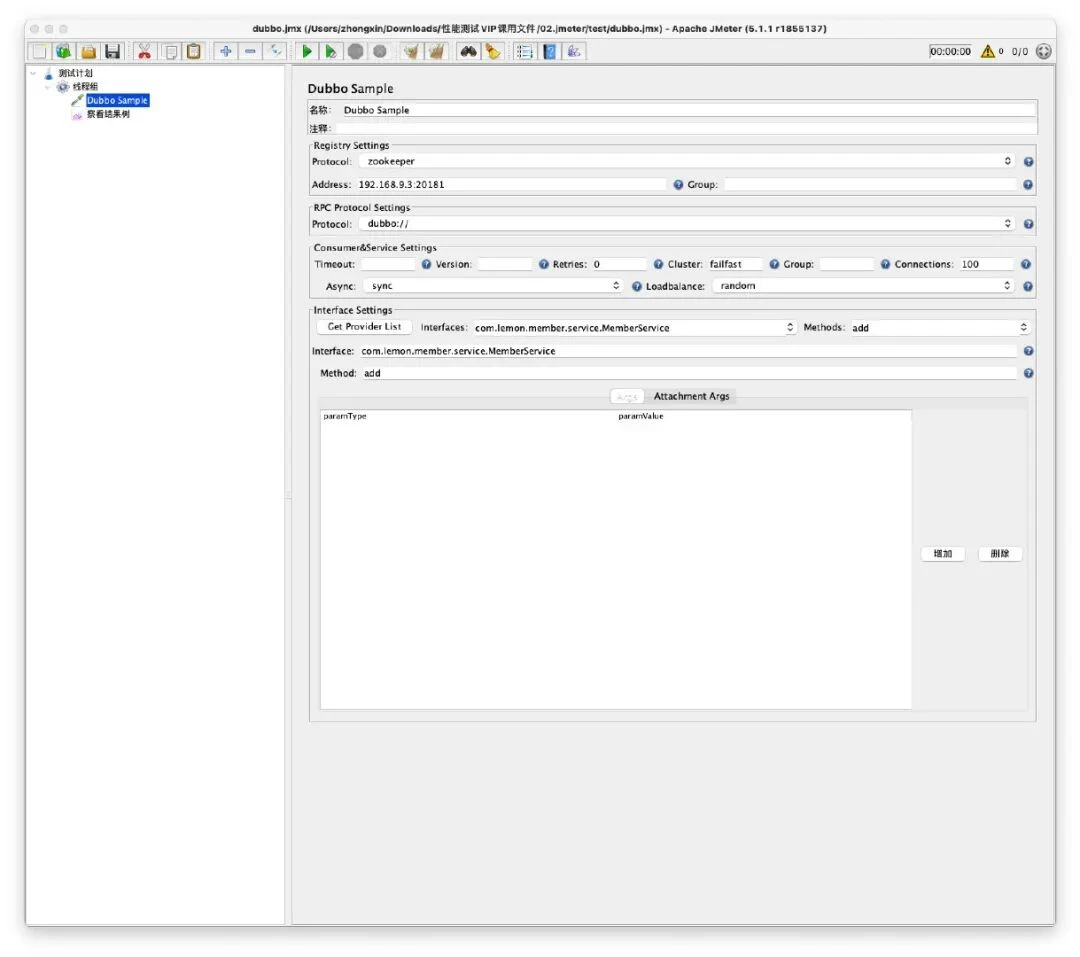 dubbo.jmx (/Users/zhongxin/Downloads/性能测试VIP课用文件/02.jmeter/test/dubbo.jmx) - Apache JMeter (5.1.1 r1855137)
00:00:00 0 0/0
测试计划
线程组
Dubbo Sample
察看结果树
Dubbo Sample
名称: Dubbo Sample
注释:
Registry Settings
Protocol: zookeeper
Address: 192.168.9.3:20181 Group:
RPC Protocol Settings
Protocol: dubbo://
Consumer&Service Settings
Timeout: Version: Retries: 0 Cluster: failfast Group: Connections: 100
Async: sync Loadbalance: random
Interface Settings
Get Provider List Interfaces: com.lemon.member.service.MemberService Methods: add
Interface: com.lemon.member.service.MemberService
Method: add
Args Attachment Args
paramType paramValue
增加 删除